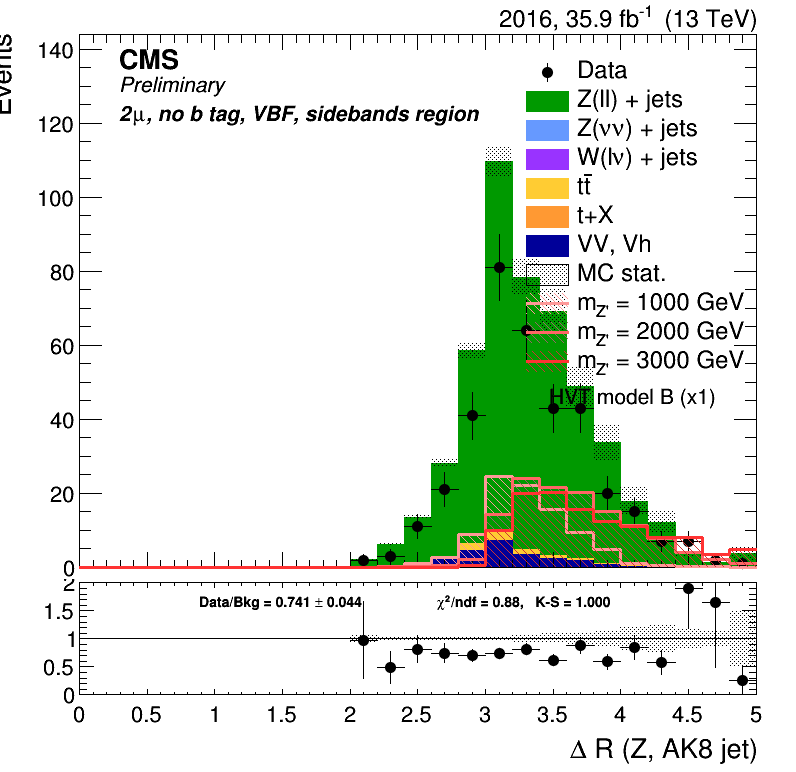 2016, 35.9 fb-1 (13 TeV)
Events
CMS
Preliminary
2μ, no b tag, VBF, sidebands region
Data
Z(ll) + jets
Z(νν) + jets
W(lν) + jets
tt̄
t+X
VV, Vh
MC stat.
mZ' = 1000 GeV
mZ' = 2000 GeV
mZ' = 3000 GeV
HVT model B (x1)
140
120
100
80
60
40
20
0
Data/Bkg = 0.741 ± 0.044
χ²/ndf = 0.88, K-S = 1.000
2
1.5
1
0.5
0
0 0.5 1 1.5 2 2.5 3 3.5 4 4.5 5
Δ R (Z, AK8 jet)